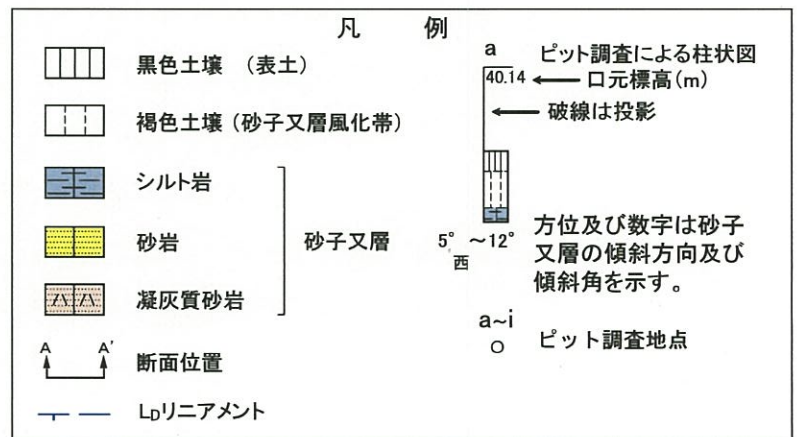 凡 例
黒色土壌 (表土)
褐色土壌(砂子又層風化帯)
シルト岩
砂岩
凝灰質砂岩
砂子又層
A A'
断面位置
LDリニアメント
a
ピット調査による柱状図
40.14
口元標高(m)
破線は投影
5° ~12°
西
方位及び数字は砂子
又層の傾斜方向及び
傾斜角を示す。
a~i
ピット調査地点